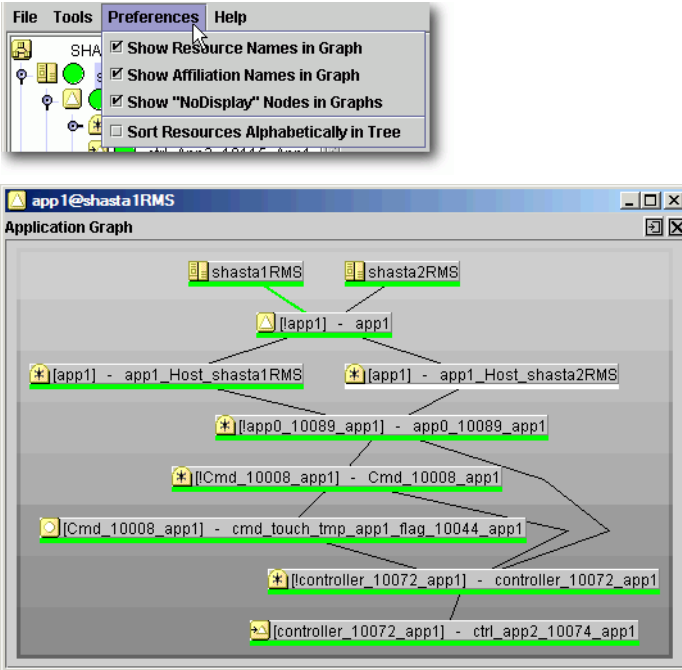 File Tools Preferences Help
SHA
Show Resource Names in Graph
Show Affiliation Names in Graph
Show "NoDisplay" Nodes in Graphs
Sort Resources Alphabetically in Tree
app1@shasta1RMS
Application Graph
shasta1RMS shasta2RMS
[!app1] - app1
[app1] - app1_Host_shasta1RMS [app1] - app1_Host_shasta2RMS
[!app0_10089_app1] - app0_10089_app1
[!Cmd_10008_app1] - Cmd_10008_app1
[Cmd_10008_app1] - cmd_touch_tmp_app1_flag_10044_app1
[!controller_10072_app1] - controller_10072_app1
[controller_10072_app1] - ctrl_app2_10074_app1